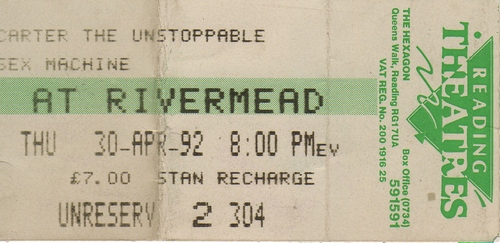 CARTER THE UNSTOPPABLE
SEX MACHINE
AT RIVERMEAD
THU 30-APR-92 8:00 PMEV
£7.00 STAN RECHARGE
UNRESERV 2 304
THE HEXAGON
Queens Walk, Reading RG17UA
VAT REG. No. 200 1916 25
Box Office (0734)
591591
READING
THEATRES